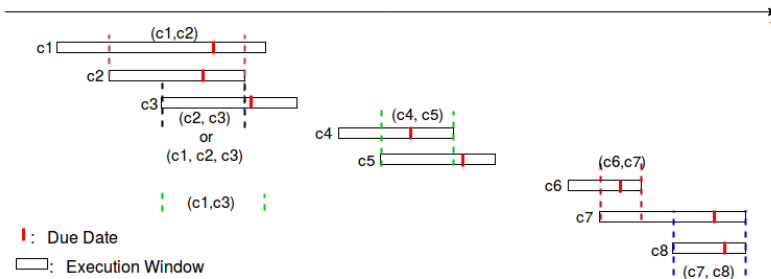 (c1,c2)
c1
c2
c3
(c2, c3)
or
(c1, c2, c3)
(c1,c3)
(c4, c5)
c4
c5
(c6,c7)
c6
c7
c8
(c7, c8)
: Due Date
: Execution Window